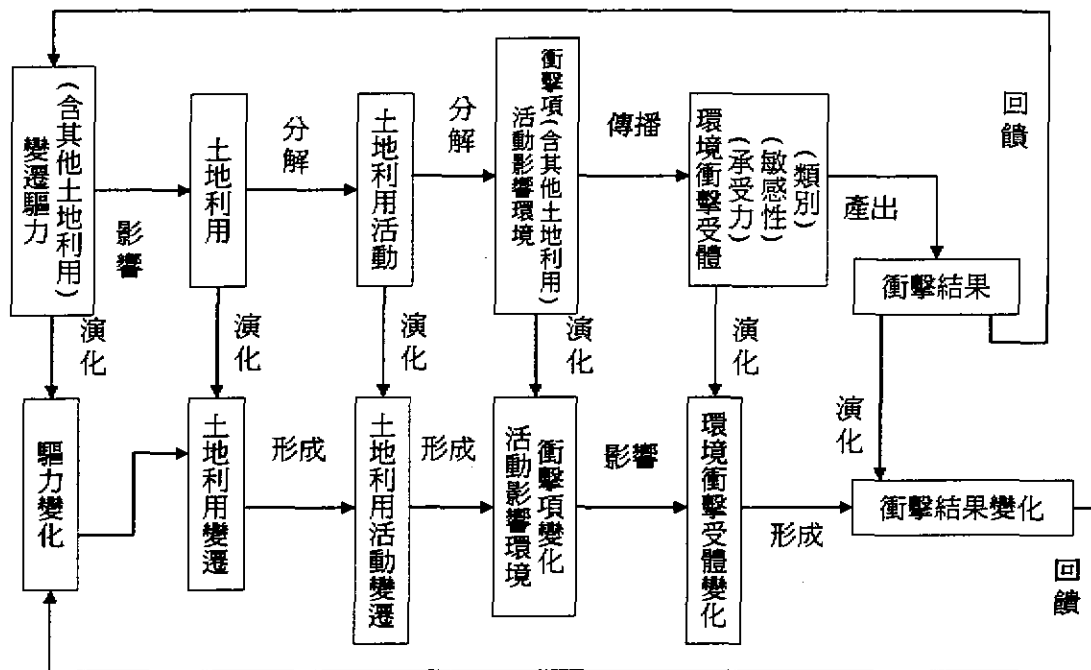 變遷驅力
(含其他土地利用)
影響
土地利用
分解
土地利用活動
分解
活動影響環境
衝擊項(含其他土地利用)
傳播
環境衝擊受體
(承受力)
(敏感性)
(類別)
產出
衝擊結果
回饋
演化
演化
演化
演化
演化
演化
驅力變化
土地利用變遷
形成
土地利用活動變遷
形成
活動影響環境
衝擊項變化
影響
環境衝擊受體變化
形成
衝擊結果變化
回饋